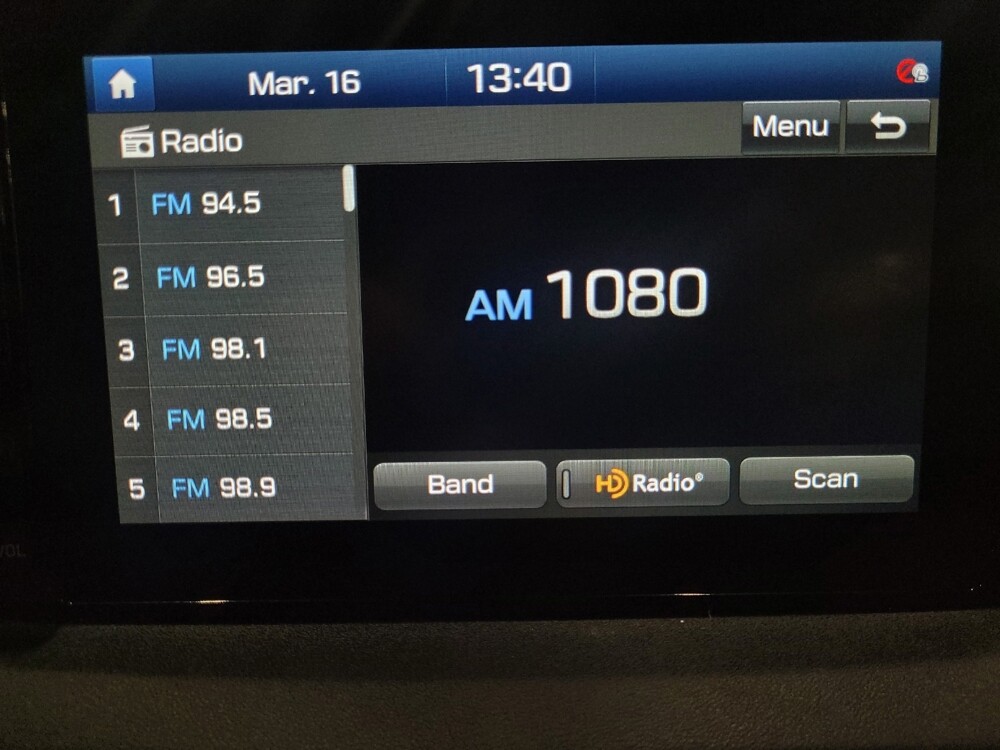 Mar. 16 13:40
Radio Menu
1 FM 94.5
2 FM 96.5
3 FM 98.1
4 FM 98.5
5 FM 98.9
AM 1080
Band HD Radio® Scan
VOL